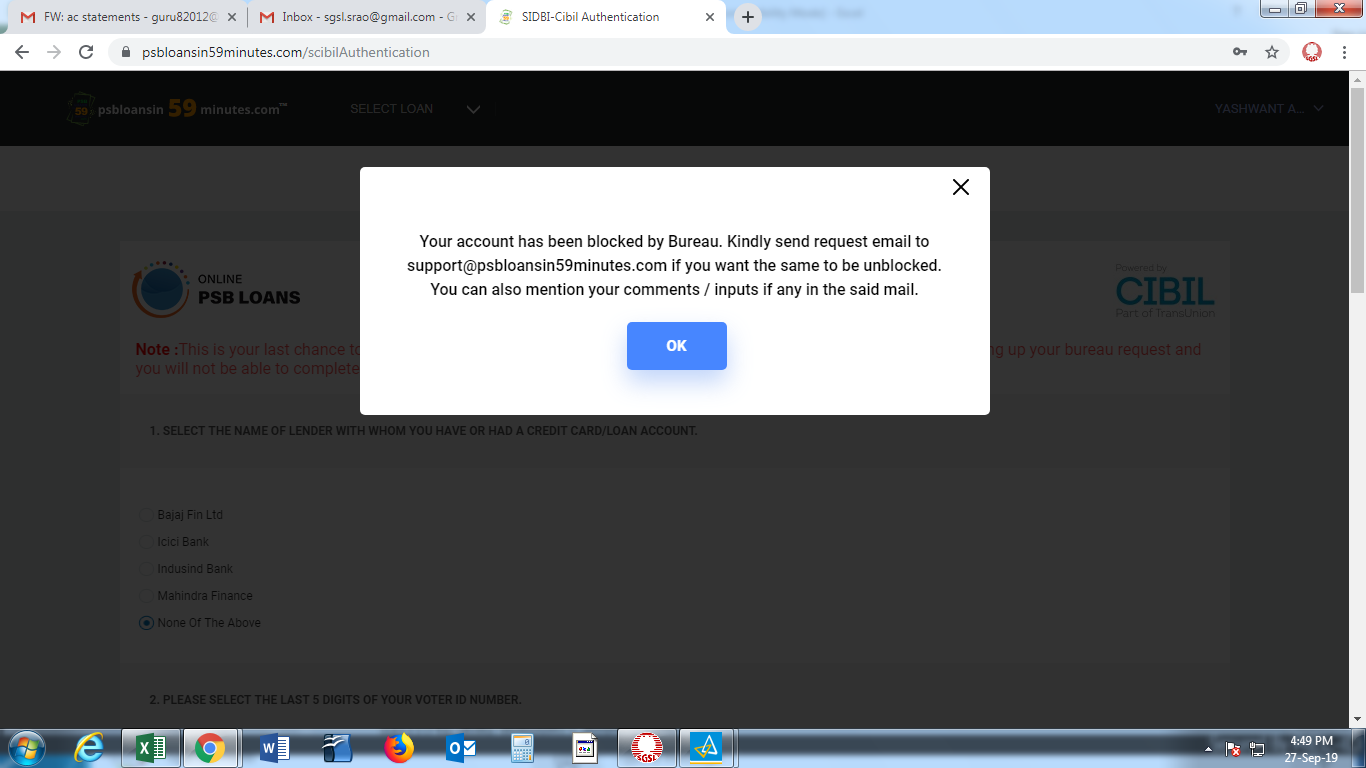 FW: ac statements - guru82012@
Inbox - sgsl.srao@gmail.com - G
SIDBI-Cibil Authentication
psbloansin59minutes.com/scibilAuthentication
psbloansin 59 minutes.com™
SELECT LOAN
YASHWANT A...
Your account has been blocked by Bureau. Kindly send request email to
support@psbloansin59minutes.com if you want the same to be unblocked.
You can also mention your comments / inputs if any in the said mail.
OK
ONLINE
PSB LOANS
Powered by
CIBIL
Part of TransUnion
Note :This is your last chance to
ng up your bureau request and
you will not be able to complete
1. SELECT THE NAME OF LENDER WITH WHOM YOU HAVE OR HAD A CREDIT CARD/LOAN ACCOUNT.
Bajaj Fin Ltd
Icici Bank
Indusind Bank
Mahindra Finance
None Of The Above
2. PLEASE SELECT THE LAST 5 DIGITS OF YOUR VOTER ID NUMBER.
SGSL
4:49 PM
27-Sep-19